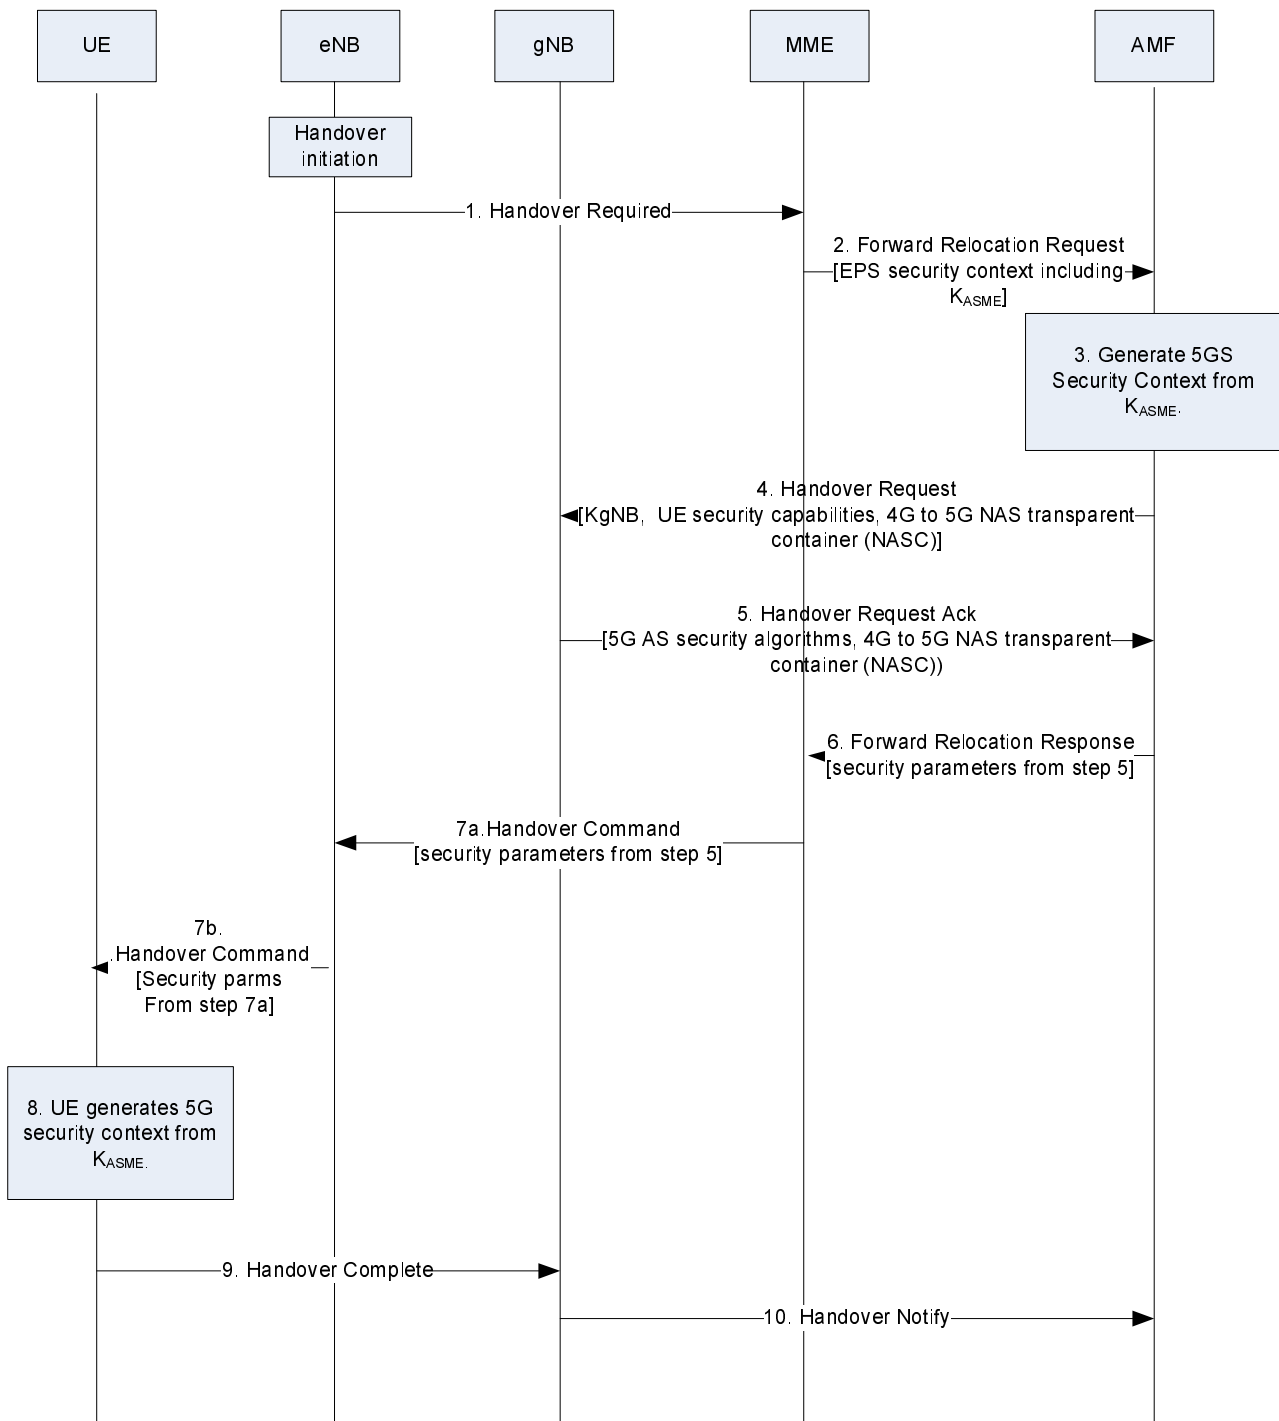 UE
eNB
gNB
MME
AMF
Handover
initiation
1. Handover Required
2. Forward Relocation Request
[EPS security context including
KASME]
3. Generate 5GS
Security Context from
KASME.
4. Handover Request
[KgNB, UE security capabilities, 4G to 5G NAS transparent
container (NASC)]
5. Handover Request Ack
[5G AS security algorithms, 4G to 5G NAS transparent
container (NASC))
6. Forward Relocation Response
[security parameters from step 5]
7a.Handover Command
[security parameters from step 5]
7b.
.Handover Command
[Security parms
From step 7a]
8. UE generates 5G
security context from
KASME.
9. Handover Complete
10. Handover Notify